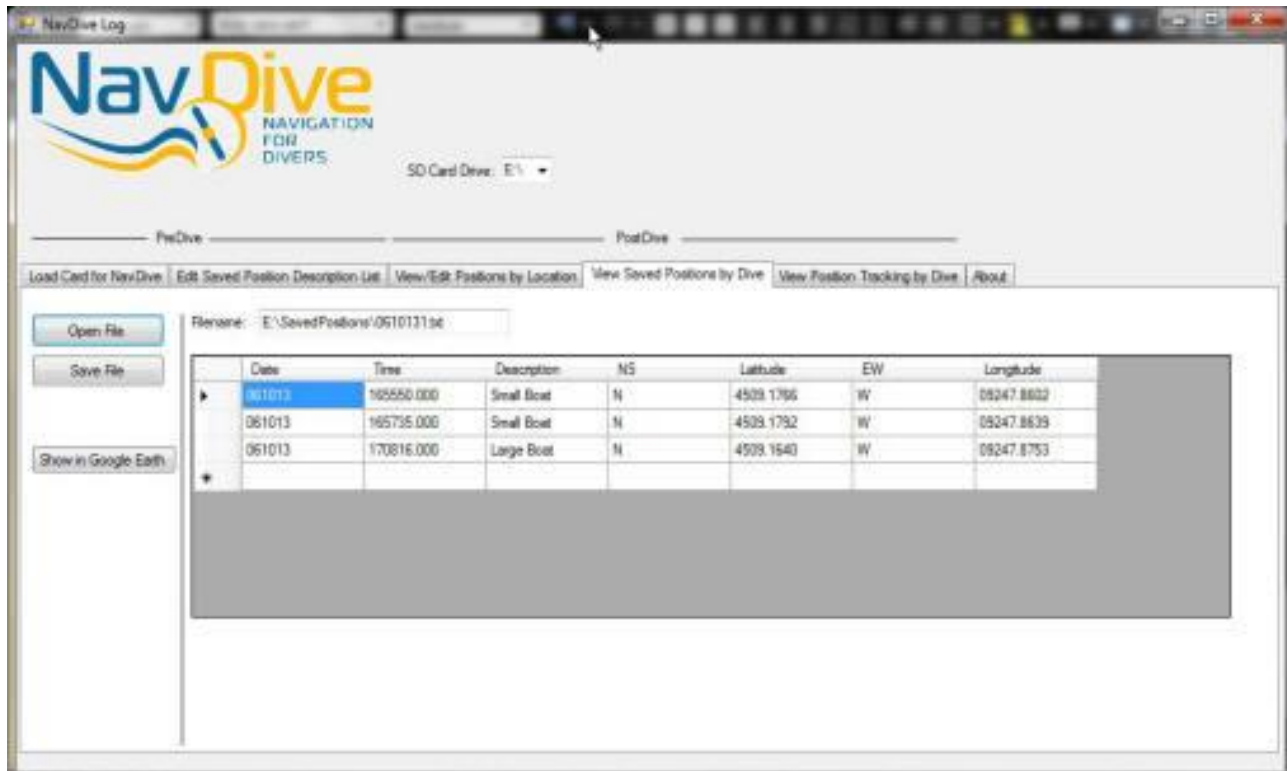 NavDive Log
NavDive
NAVIGATION
FOR
DIVERS
SD Card Drive: E:\
PreDive PostDive
Load Card for NavDive Edit Saved Position Description List View/Edit Positions by Location View Saved Positions by Dive View Position Tracking by Dive About
Open File Filename: E:\SavedPositions\0610131.txt
Save File Date Time Description NS Latitude EW Longitude
061013 165550.000 Small Boat N 4509.1766 W 09247.8602
061013 165735.000 Small Boat N 4509.1792 W 09247.8639
061013 170816.000 Large Boat N 4509.1640 W 09247.8753
Show in Google Earth